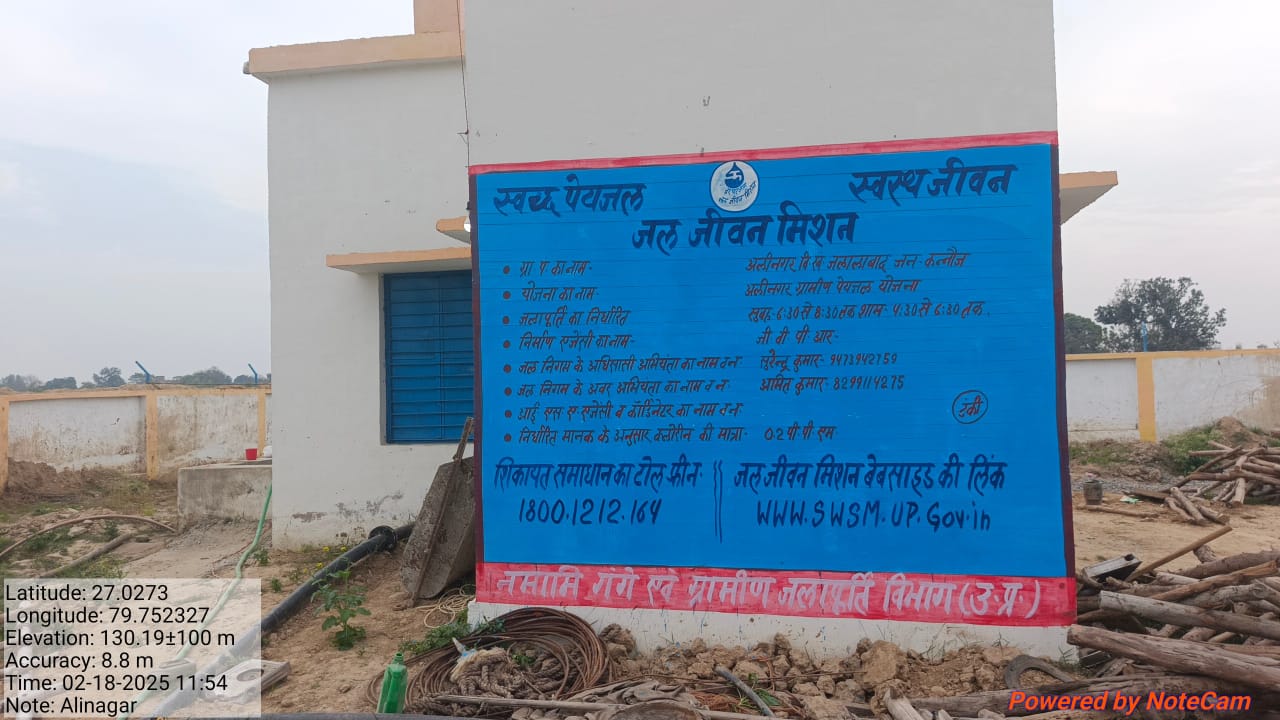 स्वच्छ पेयजल
स्वस्थ जीवन
जल जीवन मिशन
• ग्रा पं का नाम- अलीनगर वि.ख जलालाबाद जन- कन्नौज
• योजना का नाम- अलीनगर ग्रामीण पेयजल योजना
• जलापूर्ति का निर्धारित सुबह- 6:30 से 8:30 तक शाम- 4:30 से 6:30 तक.
• निर्माण एजेंसी का नाम- जी वी पी आर-
• जल निगम के अधिसाती अभियंता का नाम व न- सुरेन्द्र कुमार- 9473942759
• जल निगम के अवर अभियंता का नाम व न- अमित कुमार- 8299114275
• आई एस ए- एजेंसी व कॉर्डिनेटर का नाम व न-
• निर्धारित मानक के अनुसार क्लोरीन की मात्रा- 0.2 पी पी एम-
शिकायत समाधान का टोल फ्रीन- || जल जीवन मिशन बेबसाइड की लिंक
1800.1212.164 WWW.SWSM.UP.Gov.in
नमामि गंगे एवं ग्रामीण जलापूर्ति विभाग (उ.प्र.)
Latitude: 27.0273
Longitude: 79.752327
Elevation: 130.19±100 m
Accuracy: 8.8 m
Time: 02-18-2025 11:54
Note: Alinagar
Powered by NoteCam